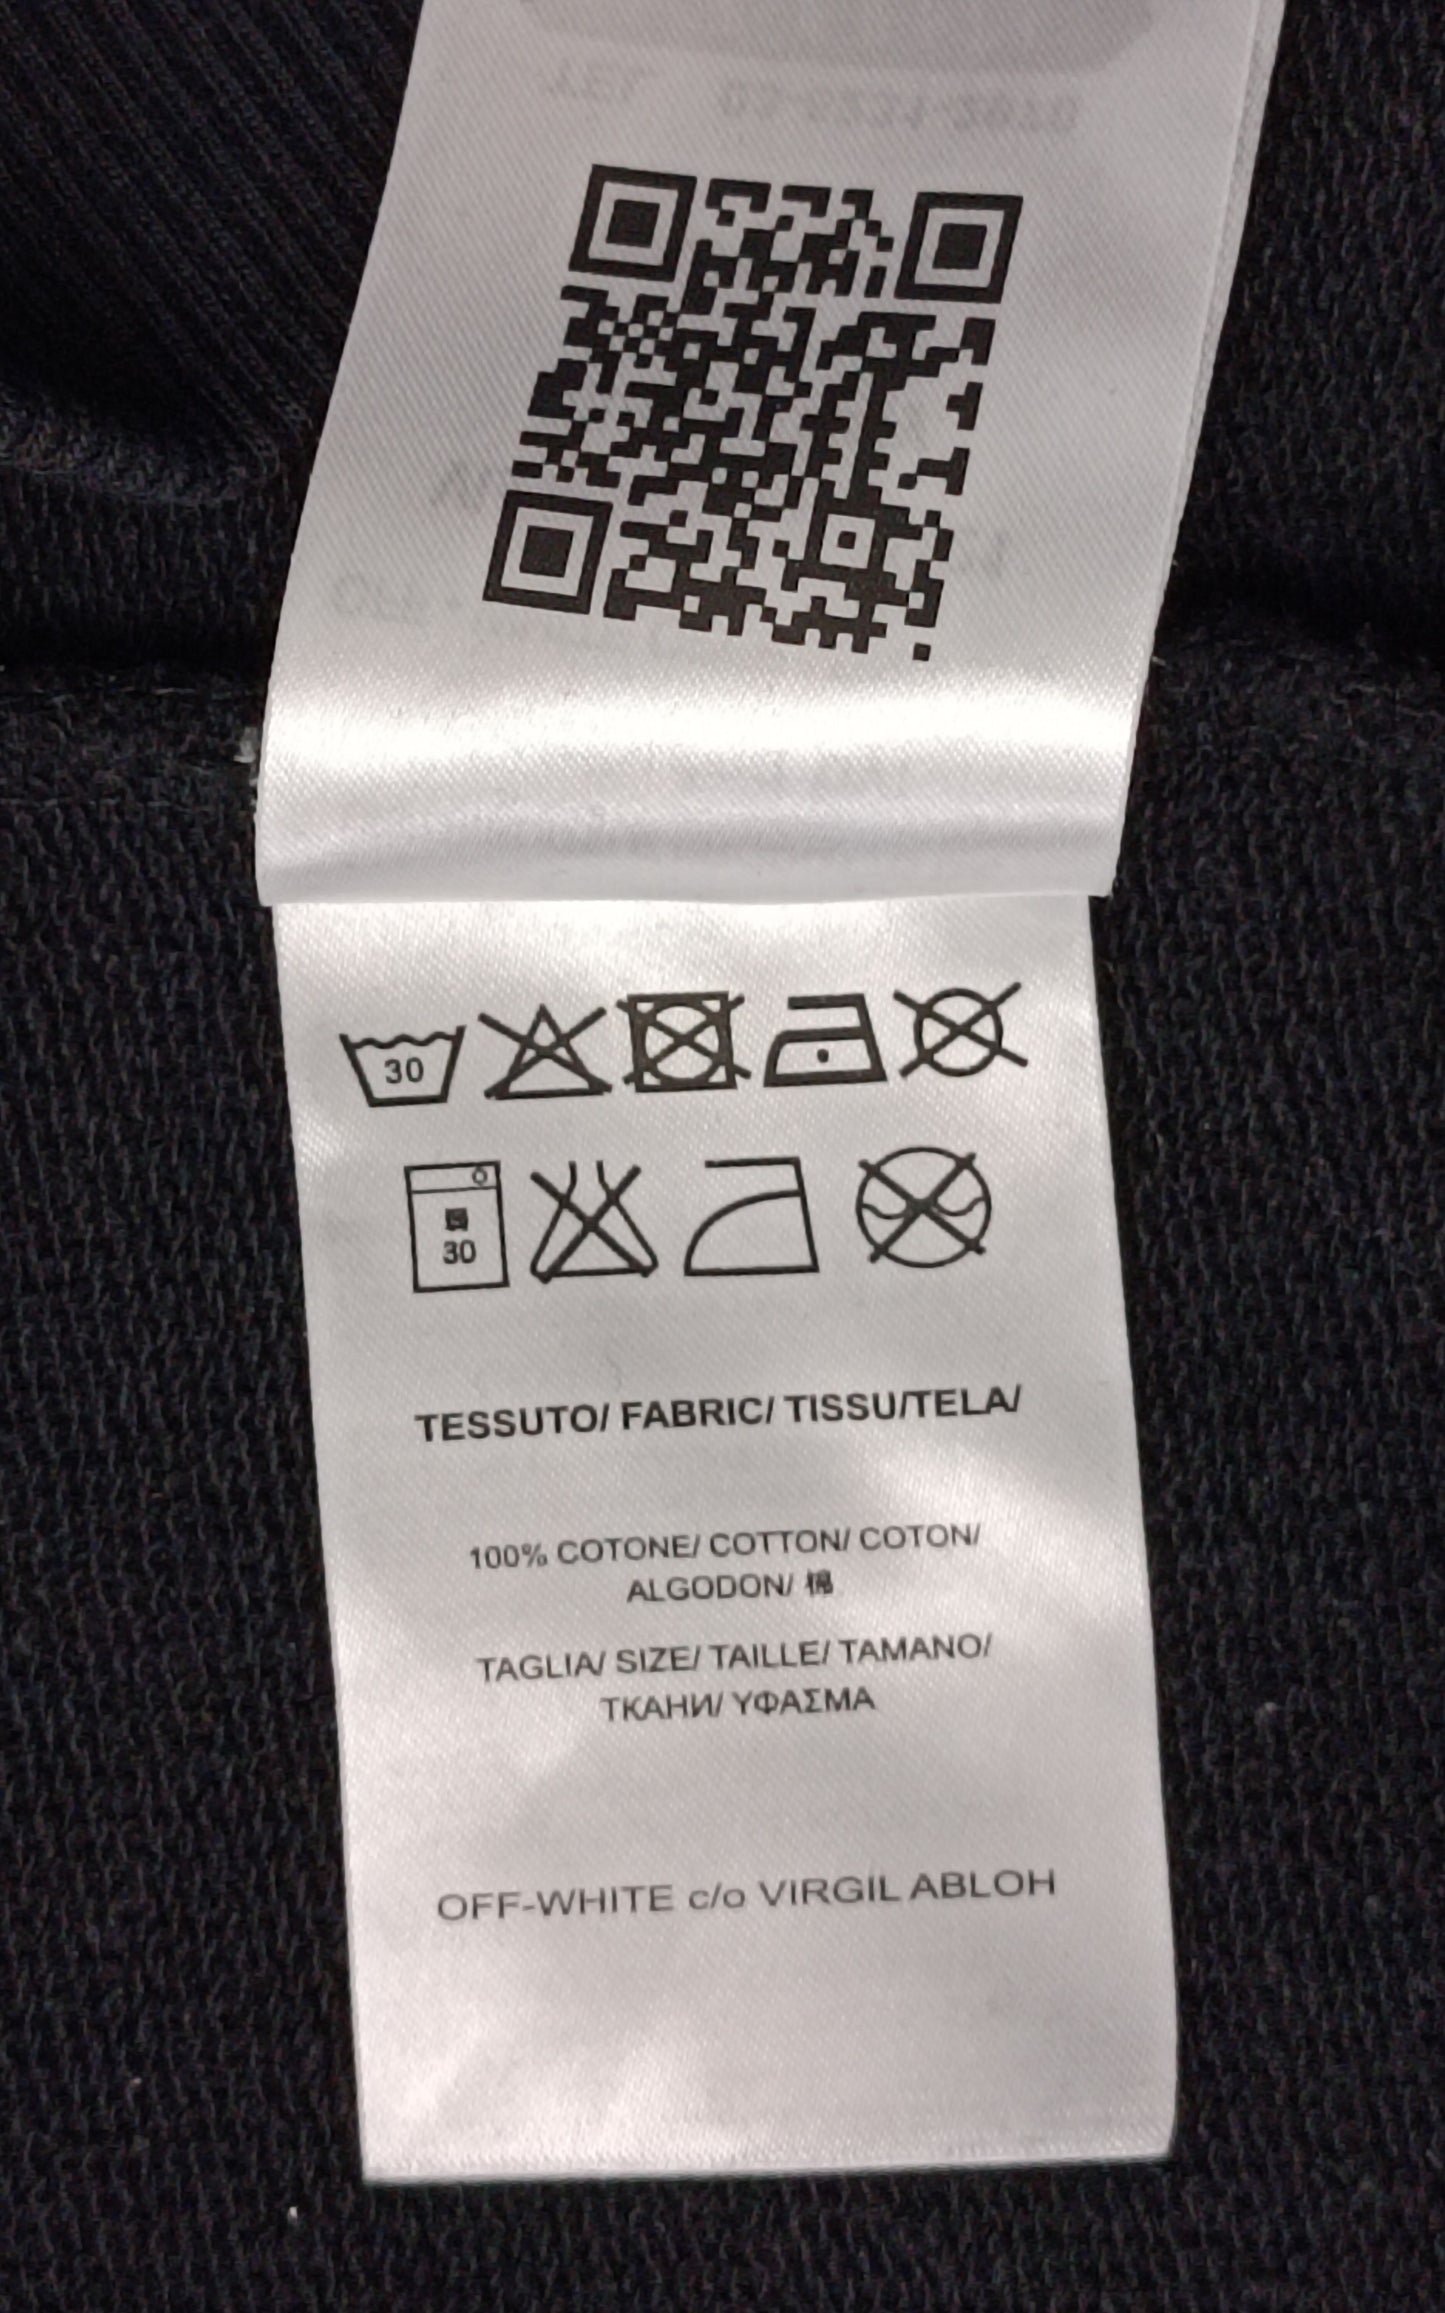 30
30
TESSUTO/ FABRIC/ TISSU/TELA/
100% COTONE/ COTTON/ COTON/
ALGODON/ 棉
TAGLIA/ SIZE/ TAILLE/ TAMANO/
ТКАНИ/ ΥΦΑΣΜΑ
OFF-WHITE c/o VIRGIL ABLOH